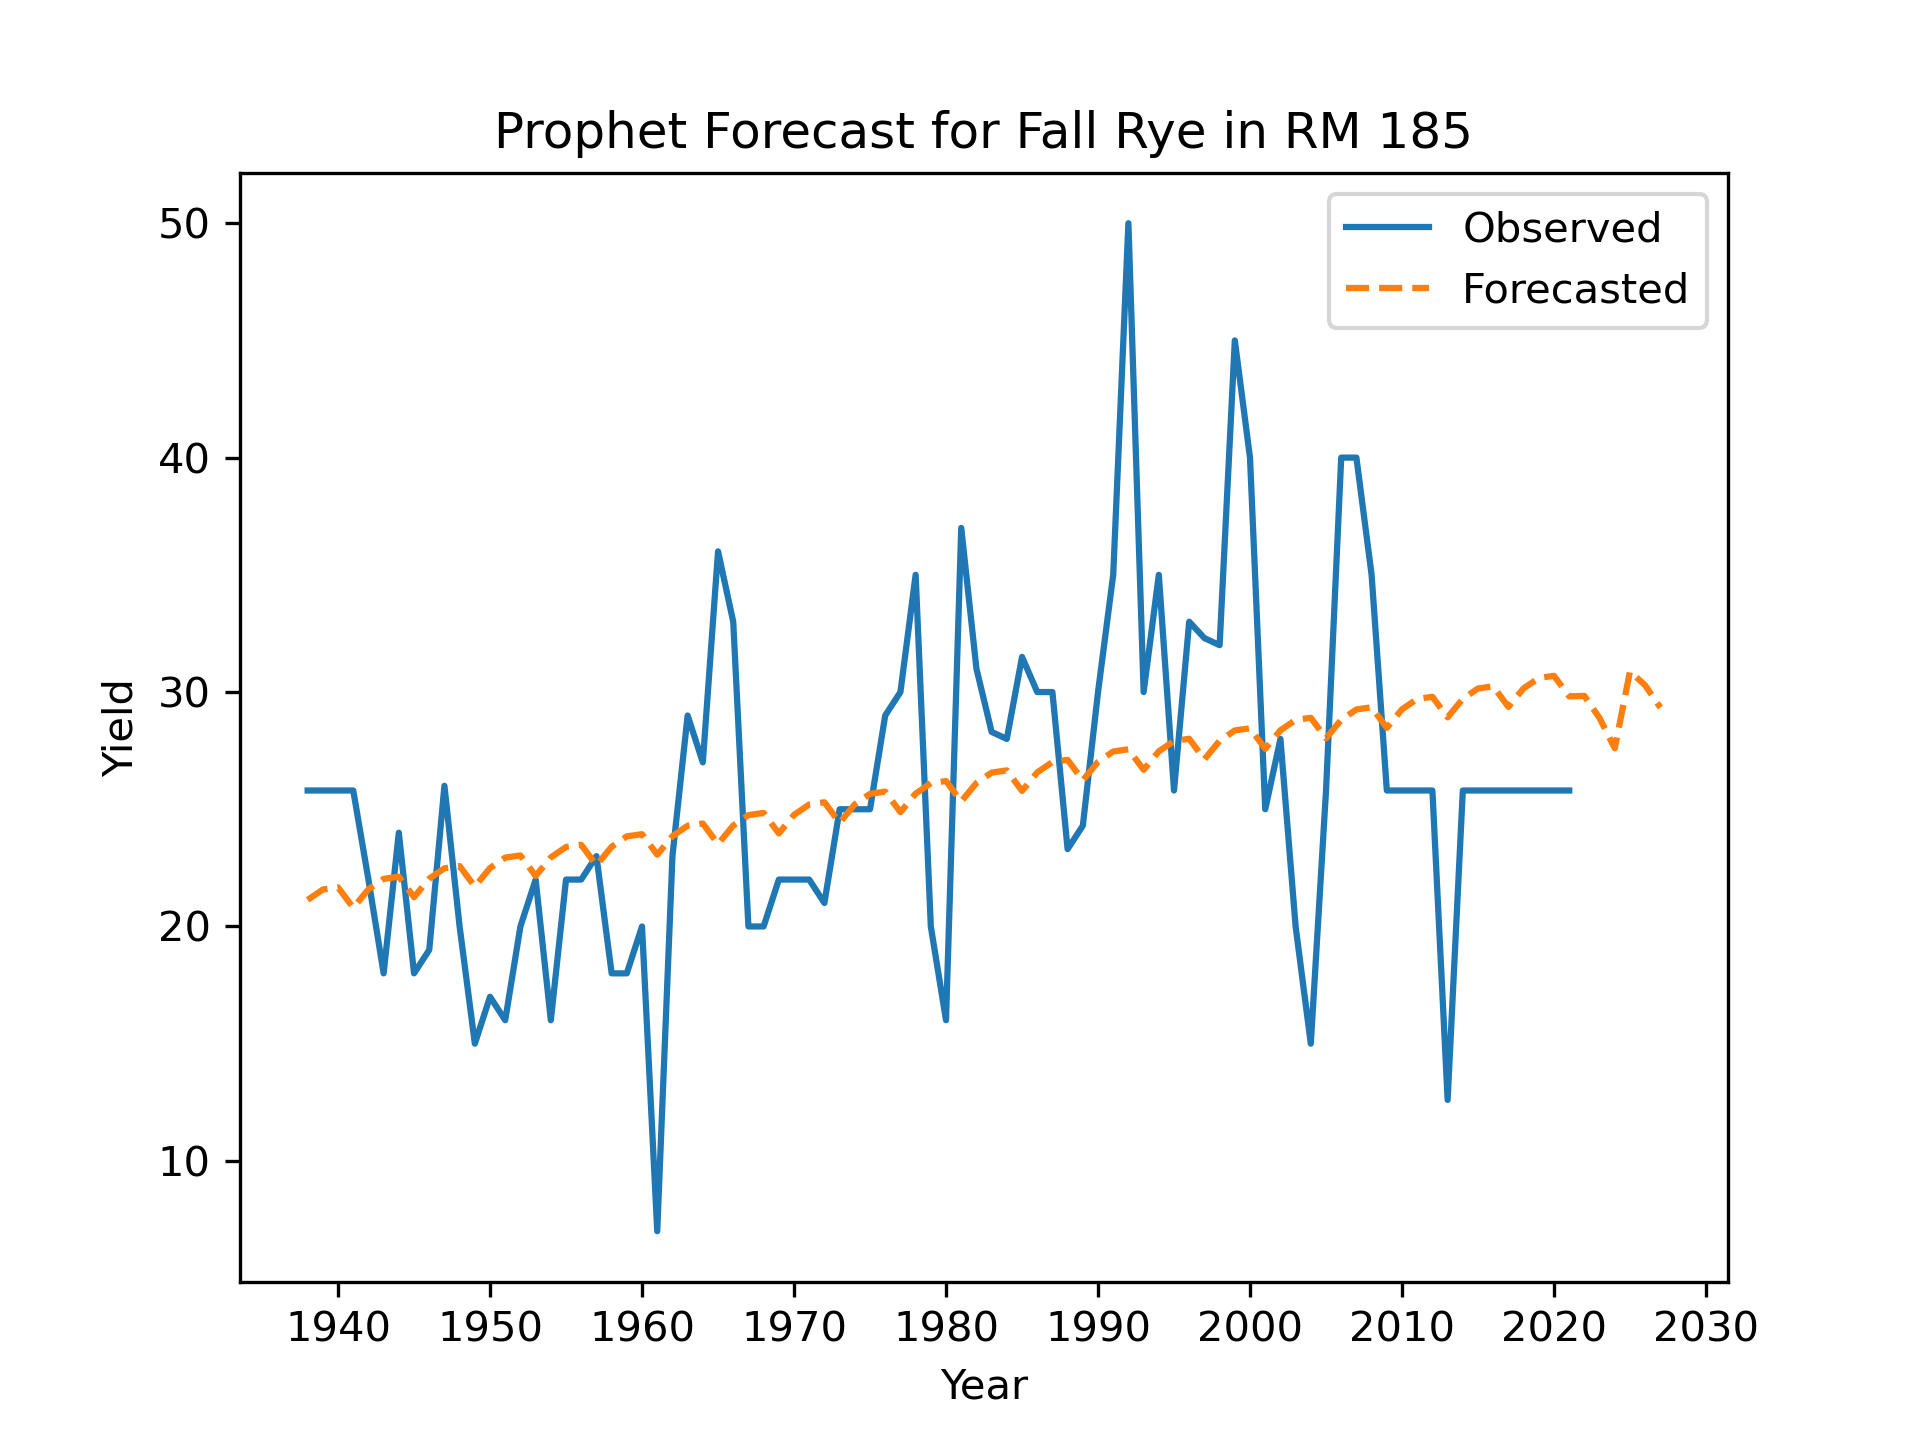 Prophet Forecast for Fall Rye in RM 185
Observed
Forecasted
50
40
30
20
10
Yield
1940 1950 1960 1970 1980 1990 2000 2010 2020 2030
Year